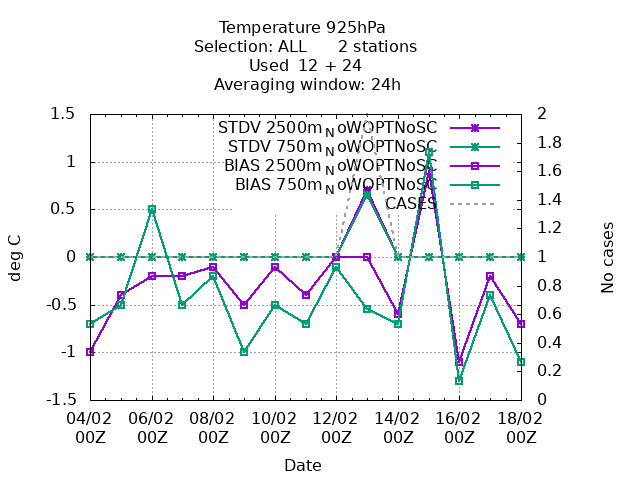 Temperature 925hPa
Selection: ALL 2 stations
Used 12 + 24
Averaging window: 24h
STDV 2500m_NoWOPTNoSC
STDV 750m_NoWOPTNoSC
BIAS 2500m_NoWOPTNoSC
BIAS 750m_NoWOPTNoSC
CASES
1.5
1
0.5
0
-0.5
-1
-1.5
deg C
2
1.8
1.6
1.4
1.2
1
0.8
0.6
0.4
0.2
0
No cases
04/02 06/02 08/02 10/02 12/02 14/02 16/02 18/02
00Z 00Z 00Z 00Z 00Z 00Z 00Z 00Z
Date